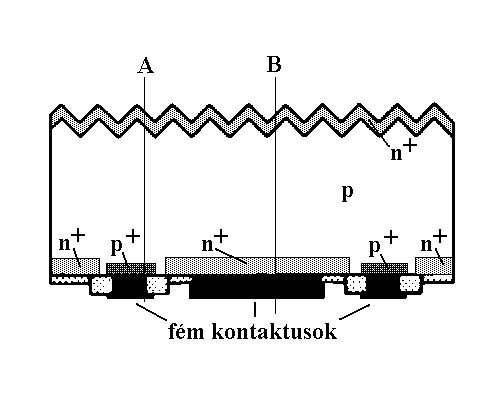 A B
n+
p
n+ p+ n+ p+ n+
fém kontaktusok